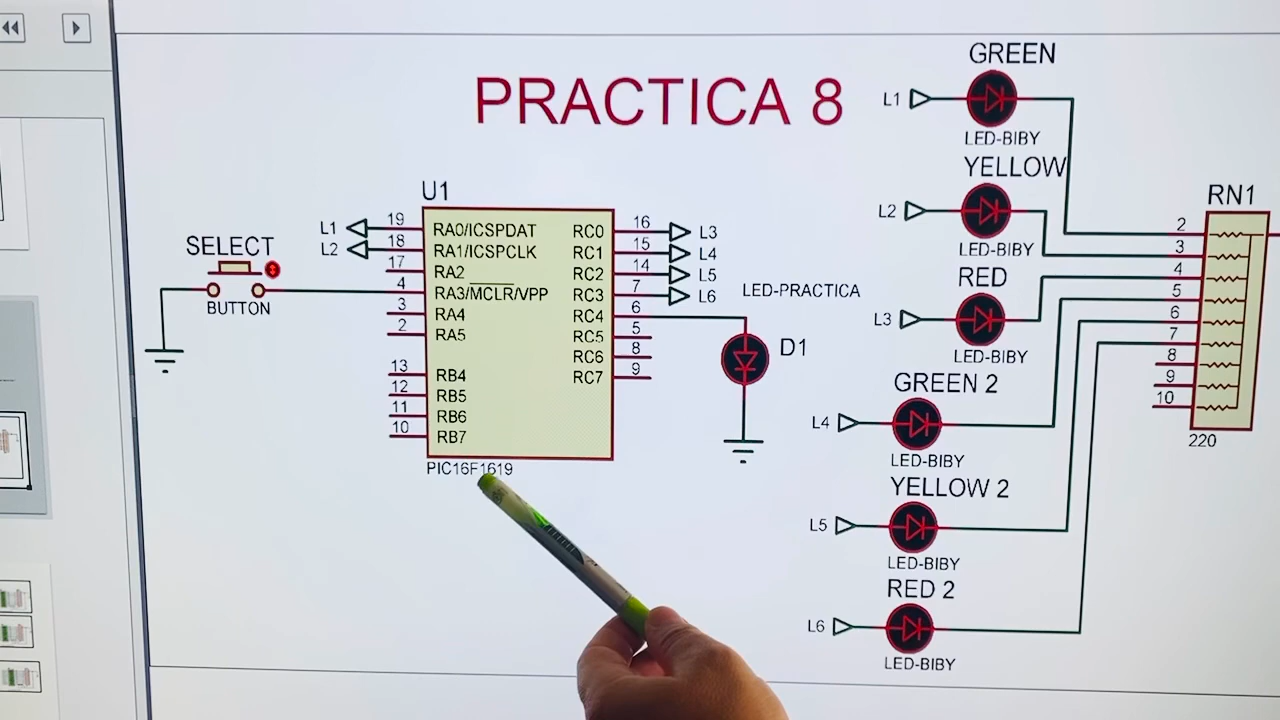 PRACTICA 8
U1
SELECT
BUTTON
L1
L2
19
18
17
4
3
2
13
12
11
10
RA0/ICSPDAT
RA1/ICSPCLK
RA2
RA3/MCLR/VPP
RA4
RA5
RB4
RB5
RB6
RB7
RC0
RC1
RC2
RC3
RC4
RC5
RC6
RC7
16
15
14
7
6
5
8
9
L3
L4
L5
L6
PIC16F1619
LED-PRACTICA
D1
GREEN
L1
LED-BIBY
YELLOW
L2
LED-BIBY
RED
L3
LED-BIBY
GREEN 2
L4
LED-BIBY
YELLOW 2
L5
LED-BIBY
RED 2
L6
LED-BIBY
RN1
2
3
4
5
6
7
8
9
10
220